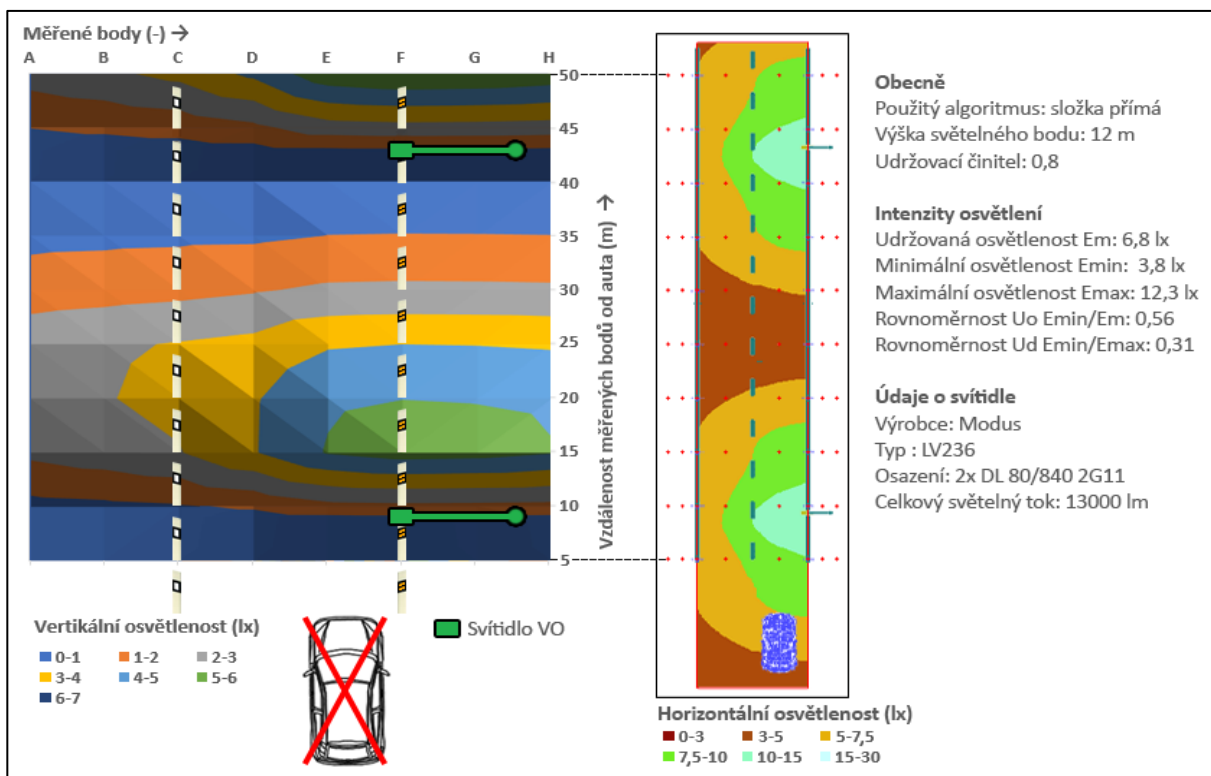 Měřené body (-) →
A B C D E F G H
50
45
40
35
30
25
20
15
10
5
Vzdálenost měřených bodů od auta (m) →
Vertikální osvětlenost (lx)
0-1 1-2 2-3
3-4 4-5 5-6
6-7
Svítidlo VO
Horizontální osvětlenost (lx)
0-3 3-5 5-7,5
7,5-10 10-15 15-30
Obecně
Použitý algoritmus: složka přímá
Výška světelného bodu: 12 m
Udržovací činitel: 0,8
Intenzity osvětlení
Udržovaná osvětlenost Em: 6,8 lx
Minimální osvětlenost Emin: 3,8 lx
Maximální osvětlenost Emax: 12,3 lx
Rovnoměrnost Uo Emin/Em: 0,56
Rovnoměrnost Ud Emin/Emax: 0,31
Údaje o svítidle
Výrobce: Modus
Typ : LV236
Osazení: 2x DL 80/840 2G11
Celkový světelný tok: 13000 lm